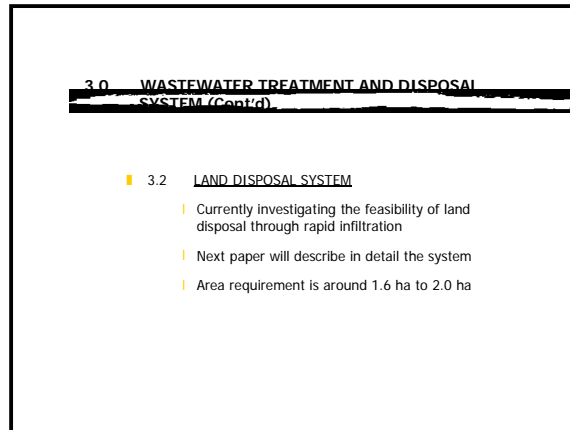 3.0 WASTEWATER TREATMENT AND DISPOSAL
SYSTEM (Cont'd)
3.2 LAND DISPOSAL SYSTEM
Currently investigating the feasibility of land
disposal through rapid infiltration
Next paper will describe in detail the system
Area requirement is around 1.6 ha to 2.0 ha